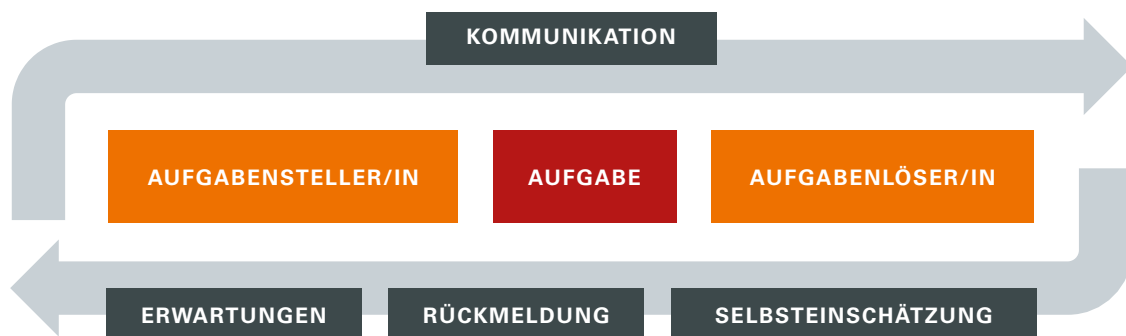 KOMMUNIKATION
AUFGABENSTELLER/IN
AUFGABE
AUFGABENLÖSER/IN
ERWARTUNGEN
RÜCKMELDUNG
SELBSTEINSCHÄTZUNG